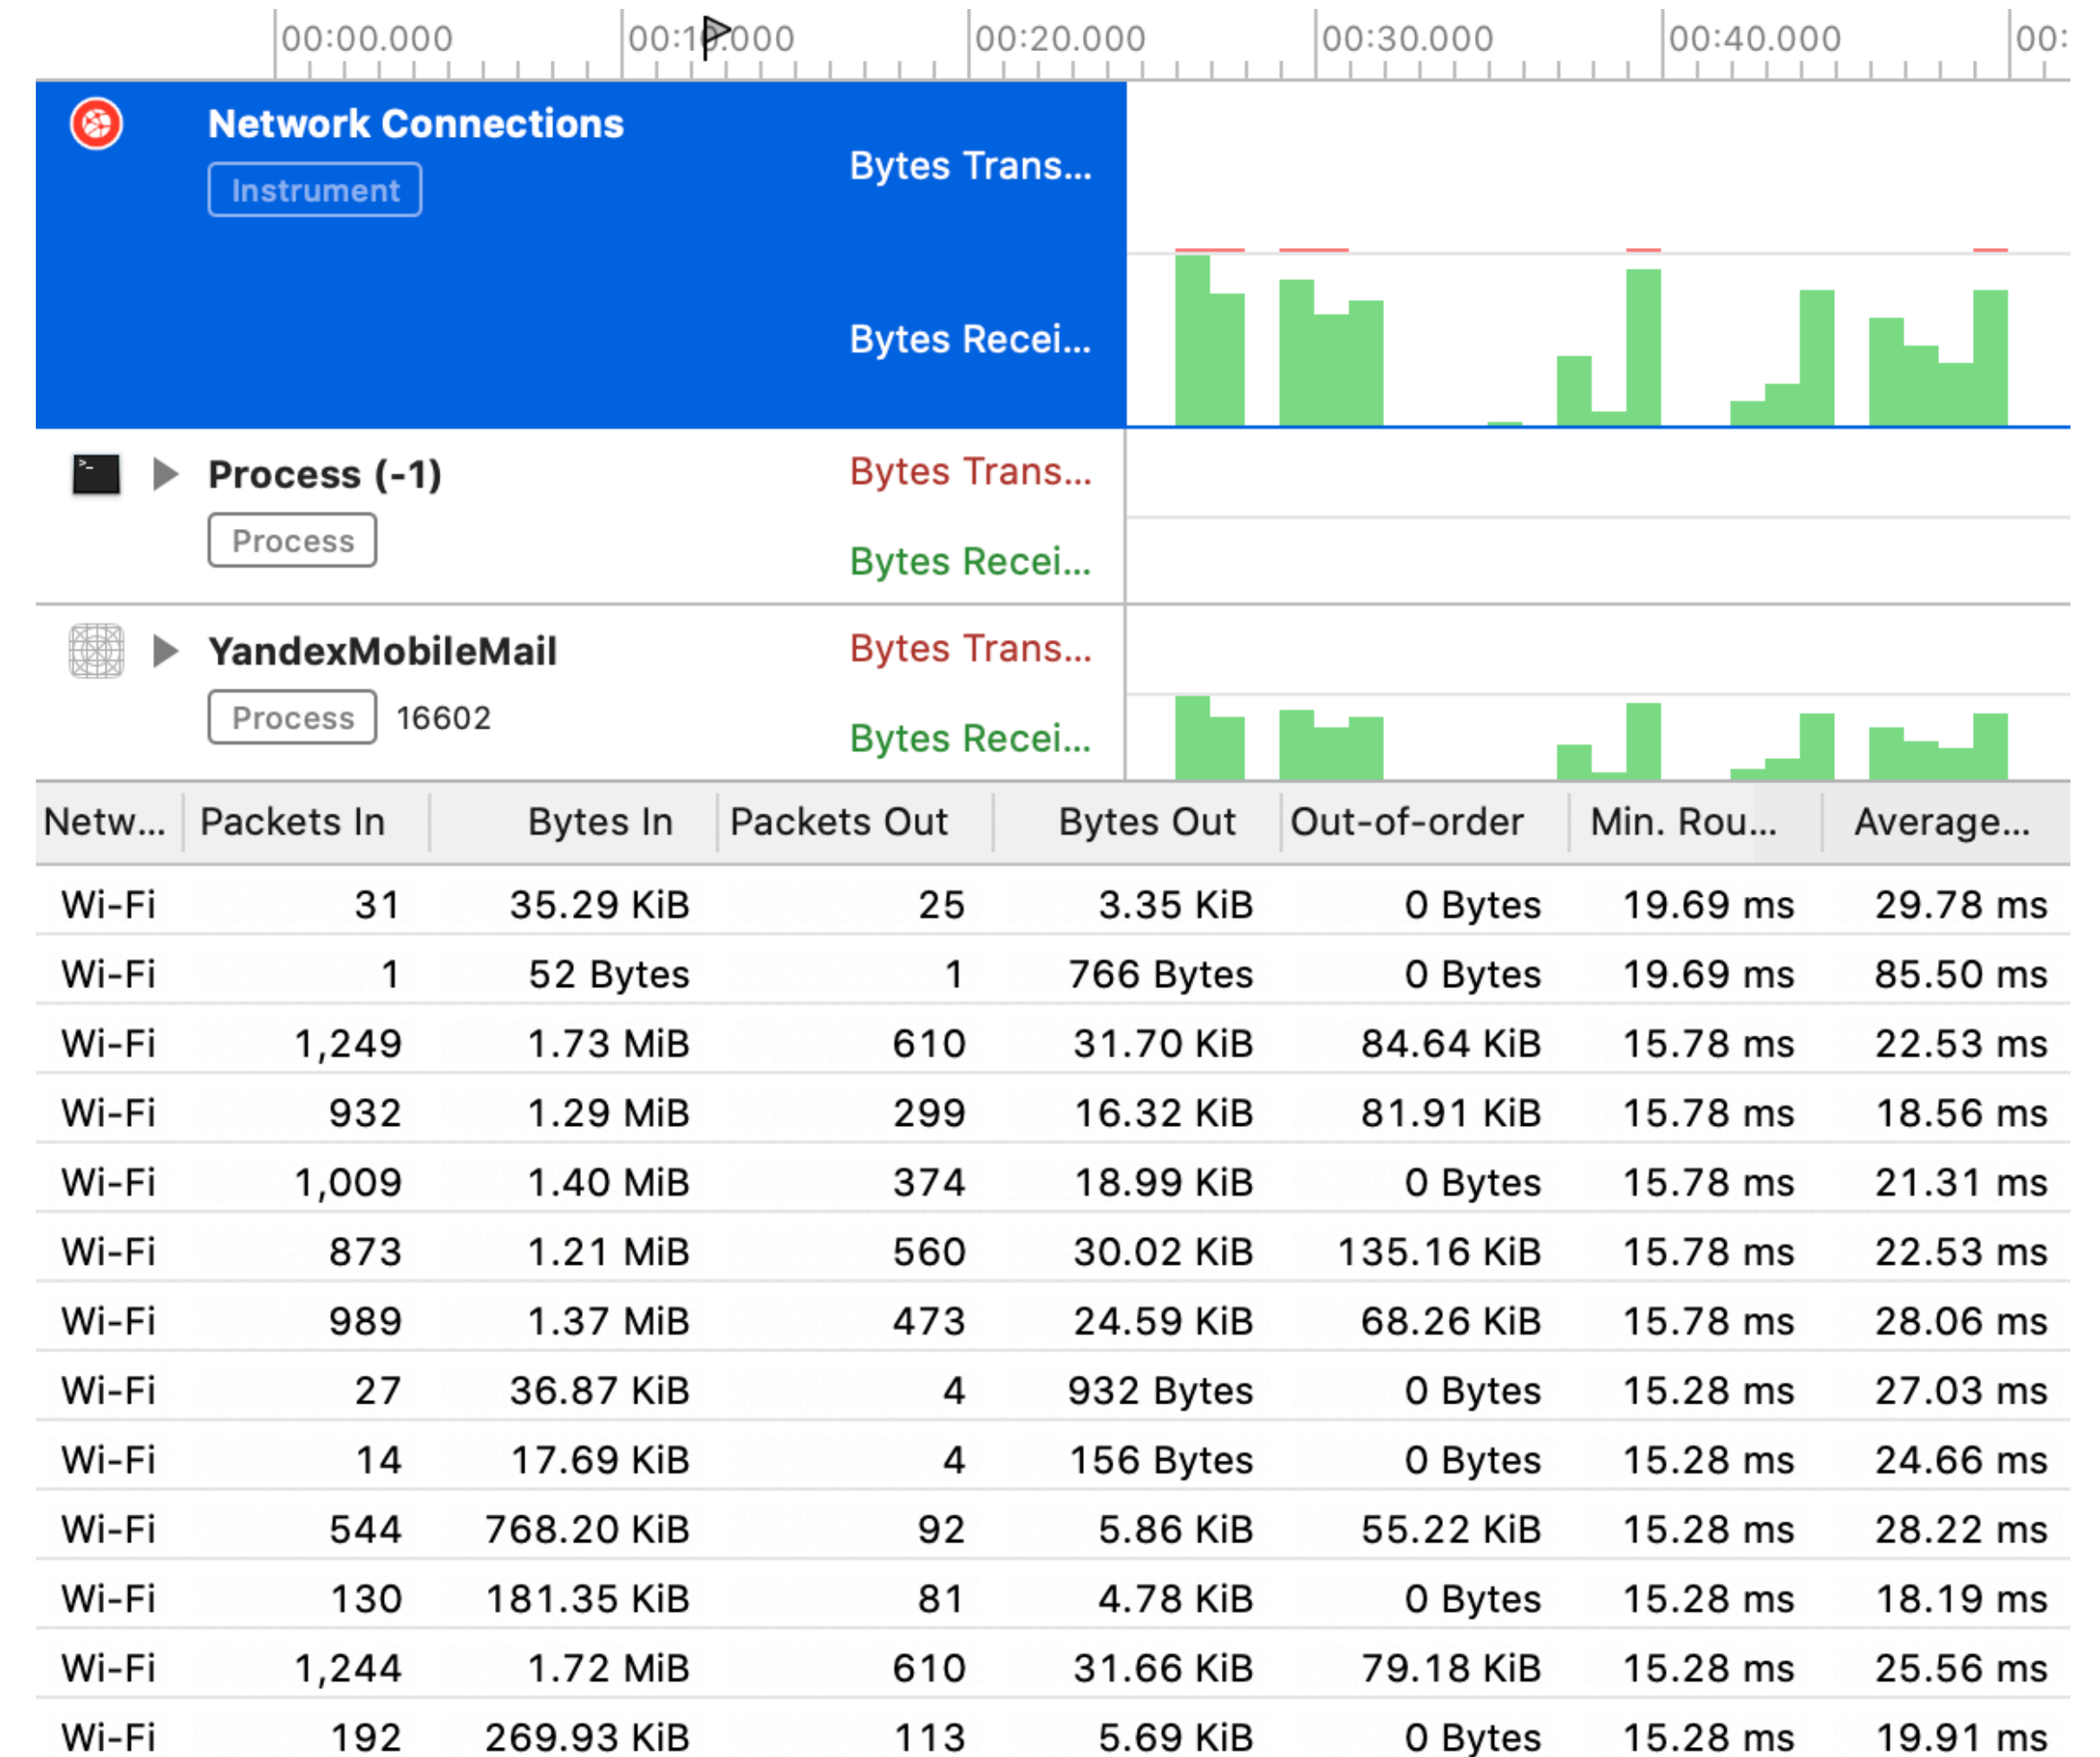 00:00.000 00:10.000 00:20.000 00:30.000 00:40.000 00:
Network Connections
Instrument
Bytes Trans...
Bytes Recei...
Process (-1)
Process
Bytes Trans...
Bytes Recei...
YandexMobileMail
Process 16602
Bytes Trans...
Bytes Recei...
Netw... Packets In Bytes In Packets Out Bytes Out Out-of-order Min. Rou... Average...
Wi-Fi 31 35.29 KiB 25 3.35 KiB 0 Bytes 19.69 ms 29.78 ms
Wi-Fi 1 52 Bytes 1 766 Bytes 0 Bytes 19.69 ms 85.50 ms
Wi-Fi 1,249 1.73 MiB 610 31.70 KiB 84.64 KiB 15.78 ms 22.53 ms
Wi-Fi 932 1.29 MiB 299 16.32 KiB 81.91 KiB 15.78 ms 18.56 ms
Wi-Fi 1,009 1.40 MiB 374 18.99 KiB 0 Bytes 15.78 ms 21.31 ms
Wi-Fi 873 1.21 MiB 560 30.02 KiB 135.16 KiB 15.78 ms 22.53 ms
Wi-Fi 989 1.37 MiB 473 24.59 KiB 68.26 KiB 15.78 ms 28.06 ms
Wi-Fi 27 36.87 KiB 4 932 Bytes 0 Bytes 15.28 ms 27.03 ms
Wi-Fi 14 17.69 KiB 4 156 Bytes 0 Bytes 15.28 ms 24.66 ms
Wi-Fi 544 768.20 KiB 92 5.86 KiB 55.22 KiB 15.28 ms 28.22 ms
Wi-Fi 130 181.35 KiB 81 4.78 KiB 0 Bytes 15.28 ms 18.19 ms
Wi-Fi 1,244 1.72 MiB 610 31.66 KiB 79.18 KiB 15.28 ms 25.56 ms
Wi-Fi 192 269.93 KiB 113 5.69 KiB 0 Bytes 15.28 ms 19.91 ms